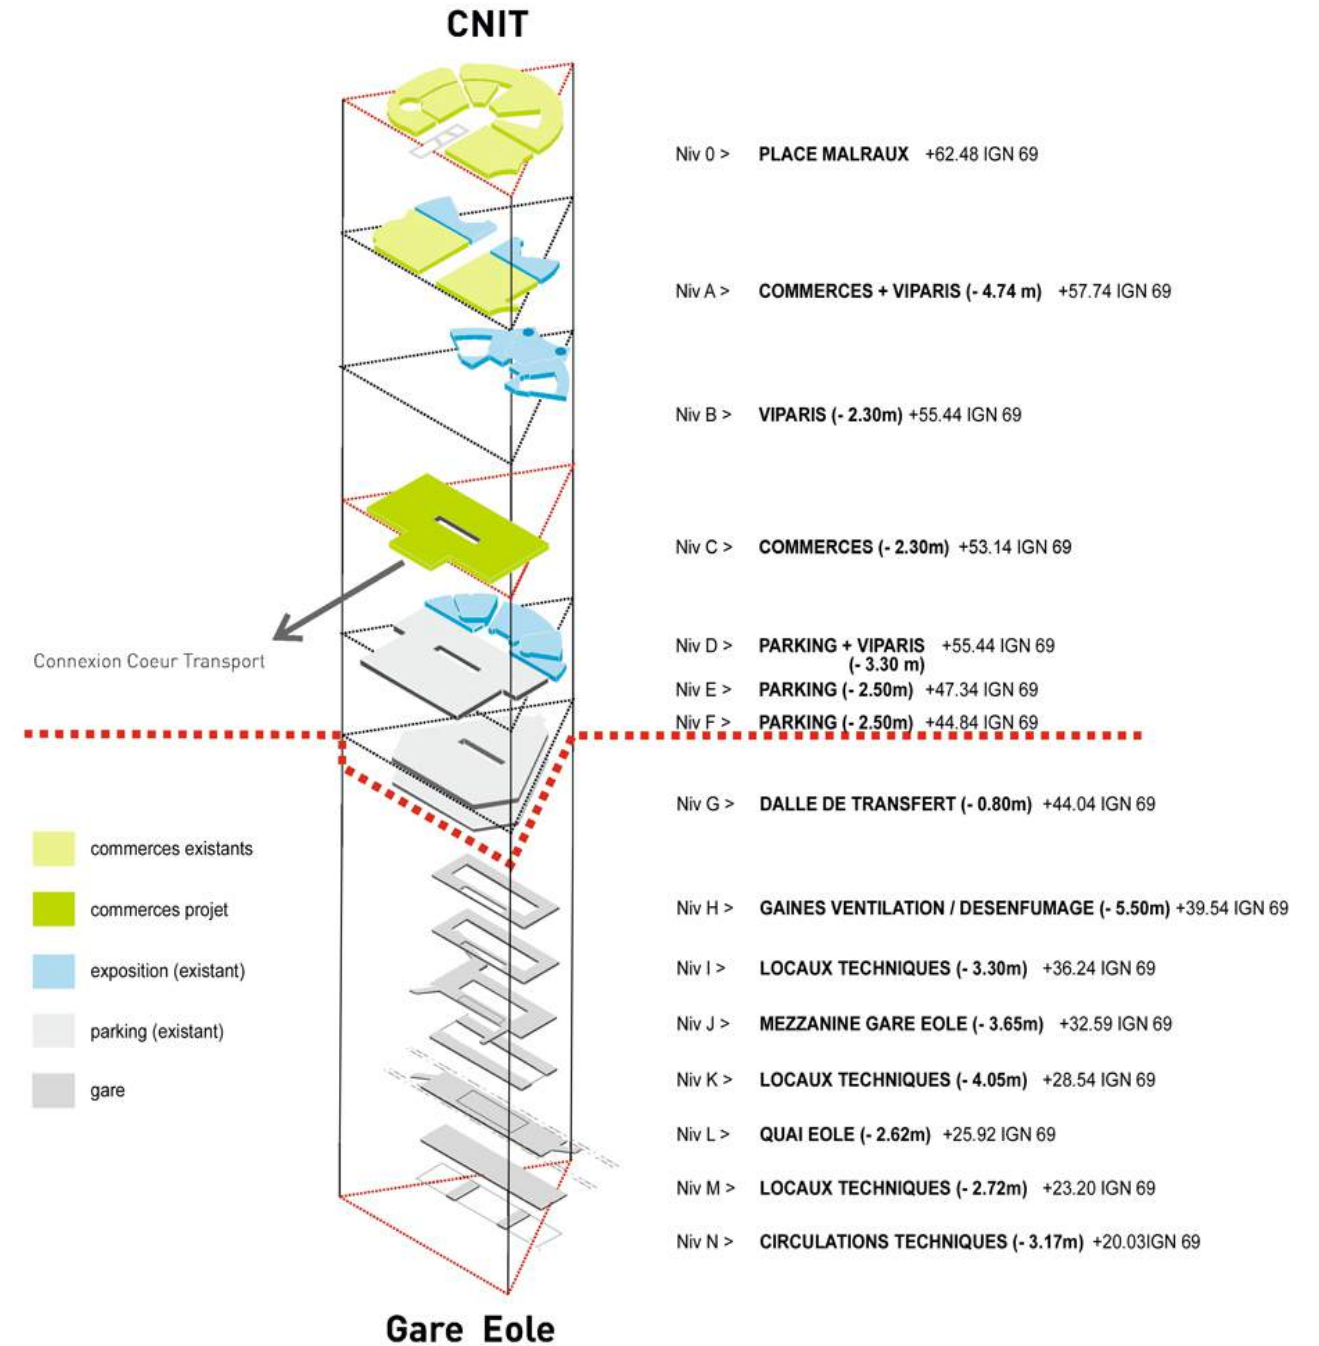 CNIT
Niv 0 > PLACE MALRAUX +62.48 IGN 69
Niv A > COMMERCES + VIPARIS (- 4.74 m) +57.74 IGN 69
Niv B > VIPARIS (- 2.30m) +55.44 IGN 69
Niv C > COMMERCES (- 2.30m) +53.14 IGN 69
Connexion Coeur Transport
Niv D > PARKING + VIPARIS +55.44 IGN 69
(- 3.30 m)
Niv E > PARKING (- 2.50m) +47.34 IGN 69
Niv F > PARKING (- 2.50m) +44.84 IGN 69
Niv G > DALLE DE TRANSFERT (- 0.80m) +44.04 IGN 69
commerces existants
commerces projet
exposition (existant)
parking (existant)
gare
Niv H > GAINES VENTILATION / DESENFUMAGE (- 5.50m) +39.54 IGN 69
Niv I > LOCAUX TECHNIQUES (- 3.30m) +36.24 IGN 69
Niv J > MEZZANINE GARE EOLE (- 3.65m) +32.59 IGN 69
Niv K > LOCAUX TECHNIQUES (- 4.05m) +28.54 IGN 69
Niv L > QUAI EOLE (- 2.62m) +25.92 IGN 69
Niv M > LOCAUX TECHNIQUES (- 2.72m) +23.20 IGN 69
Niv N > CIRCULATIONS TECHNIQUES (- 3.17m) +20.03IGN 69
Gare Eole